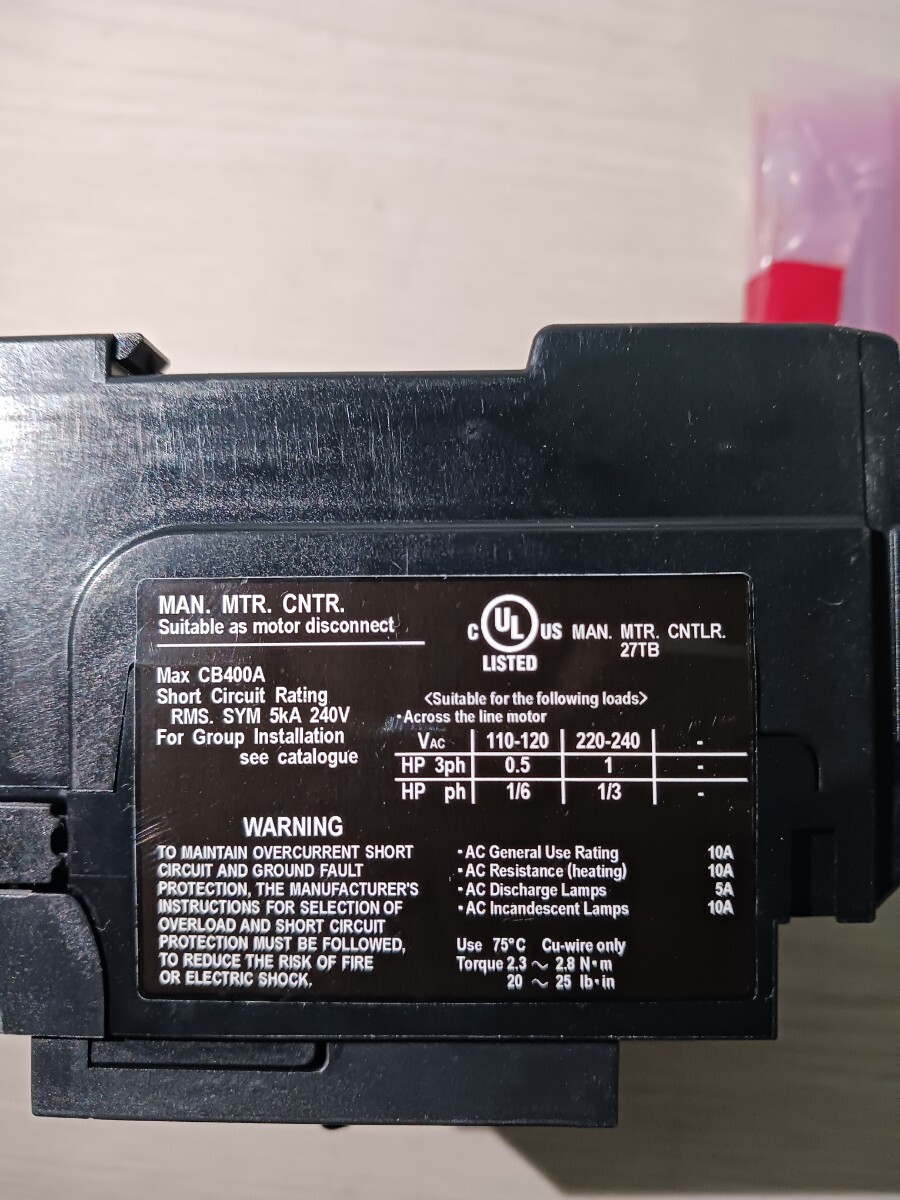 MAN. MTR. CNTR.
Suitable as motor disconnect
Max CB400A
Short Circuit Rating
RMS. SYM 5kA 240V
For Group Installation
see catalogue
C UL US MAN. MTR. CNTLR.
LISTED 27TB
<Suitable for the following loads>
・Across the line motor
VAC 110-120 220-240 -
HP 3ph 0.5 1 -
HP ph 1/6 1/3 -
WARNING
TO MAINTAIN OVERCURRENT SHORT
CIRCUIT AND GROUND FAULT
PROTECTION, THE MANUFACTURER'S
INSTRUCTIONS FOR SELECTION OF
OVERLOAD AND SHORT CIRCUIT
PROTECTION MUST BE FOLLOWED,
TO REDUCE THE RISK OF FIRE
OR ELECTRIC SHOCK.
・AC General Use Rating 10A
・AC Resistance (heating) 10A
・AC Discharge Lamps 5A
・AC Incandescent Lamps 10A
Use 75°C Cu-wire only
Torque 2.3 ～ 2.8 N・m
20 ～ 25 lb・in